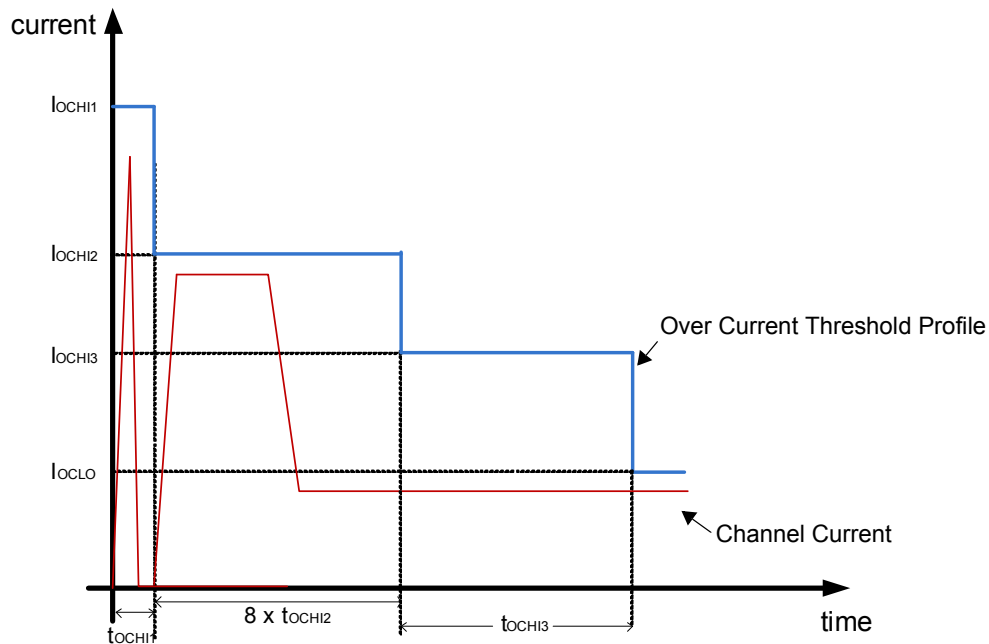 current
IOCHI1
IOCHI2
IOCHI3
IOCLO
Over Current Threshold Profile
Channel Current
time
tOCHI1
8 x tOCHI2
tOCHI3